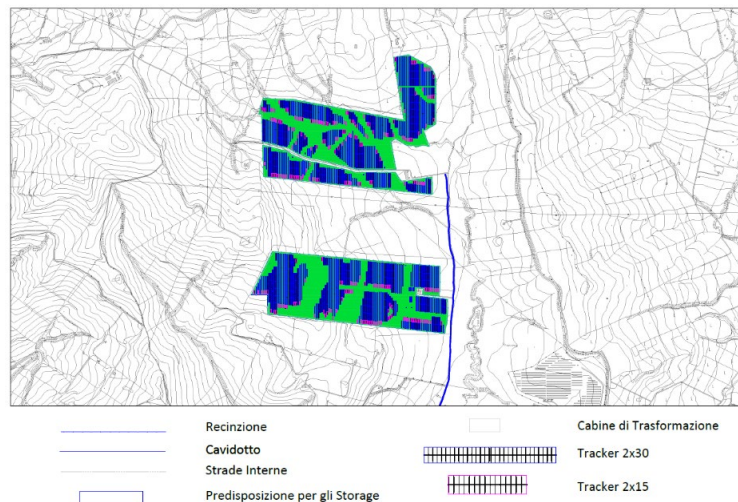 Recinzione
Cavidotto
Strade Interne
Predisposizione per gli Storage
Cabine di Trasformazione
Tracker 2x30
Tracker 2x15